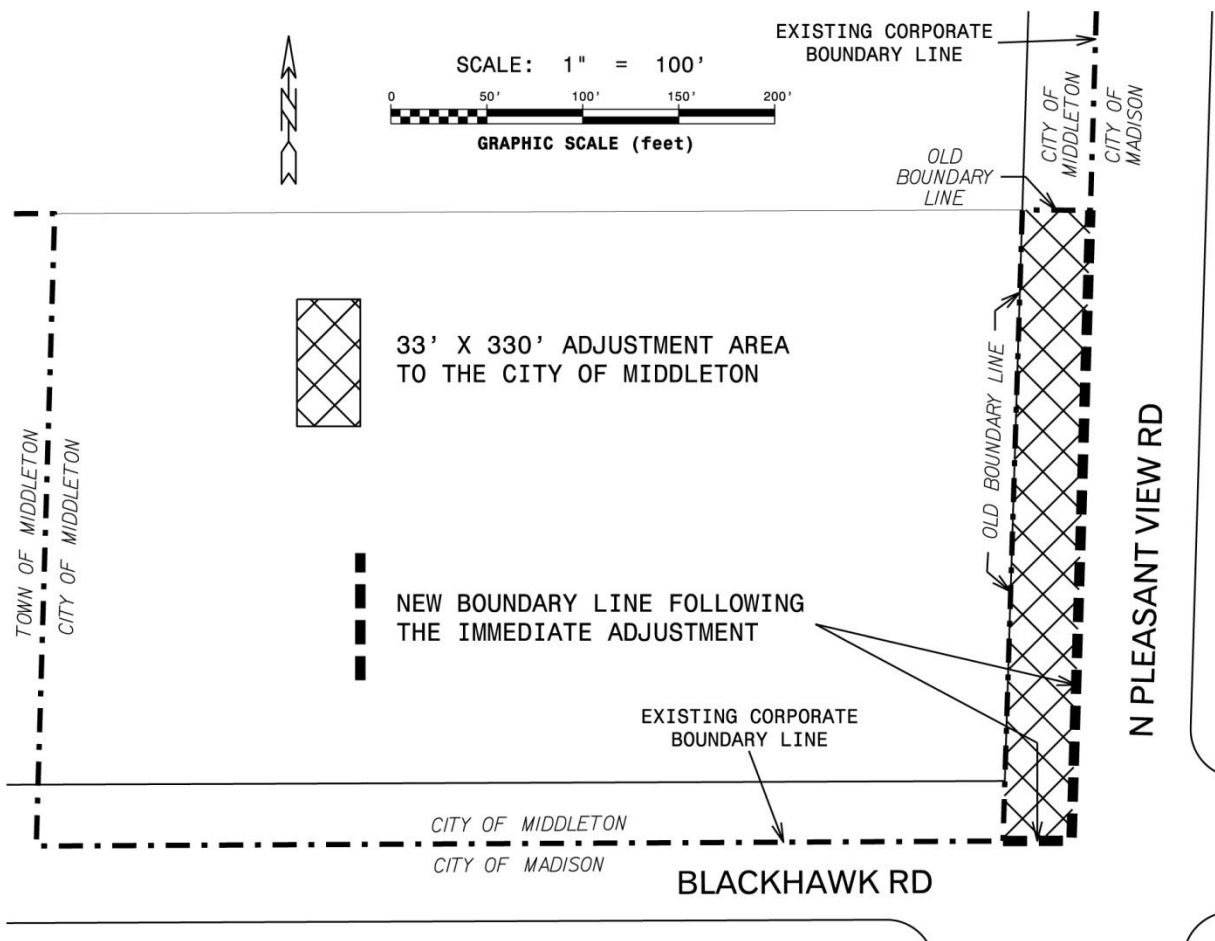 EXISTING CORPORATE
BOUNDARY LINE
SCALE: 1" = 100'
0 50' 100' 150' 200'
GRAPHIC SCALE (feet)
N
CITY OF
MIDDLETON
CITY OF
MADISON
OLD
BOUNDARY
LINE
33' X 330' ADJUSTMENT AREA
TO THE CITY OF MIDDLETON
OLD BOUNDARY LINE
N PLEASANT VIEW RD
TOWN OF MIDDLETON
CITY OF MIDDLETON
NEW BOUNDARY LINE FOLLOWING
THE IMMEDIATE ADJUSTMENT
EXISTING CORPORATE
BOUNDARY LINE
CITY OF MIDDLETON
CITY OF MADISON
BLACKHAWK RD